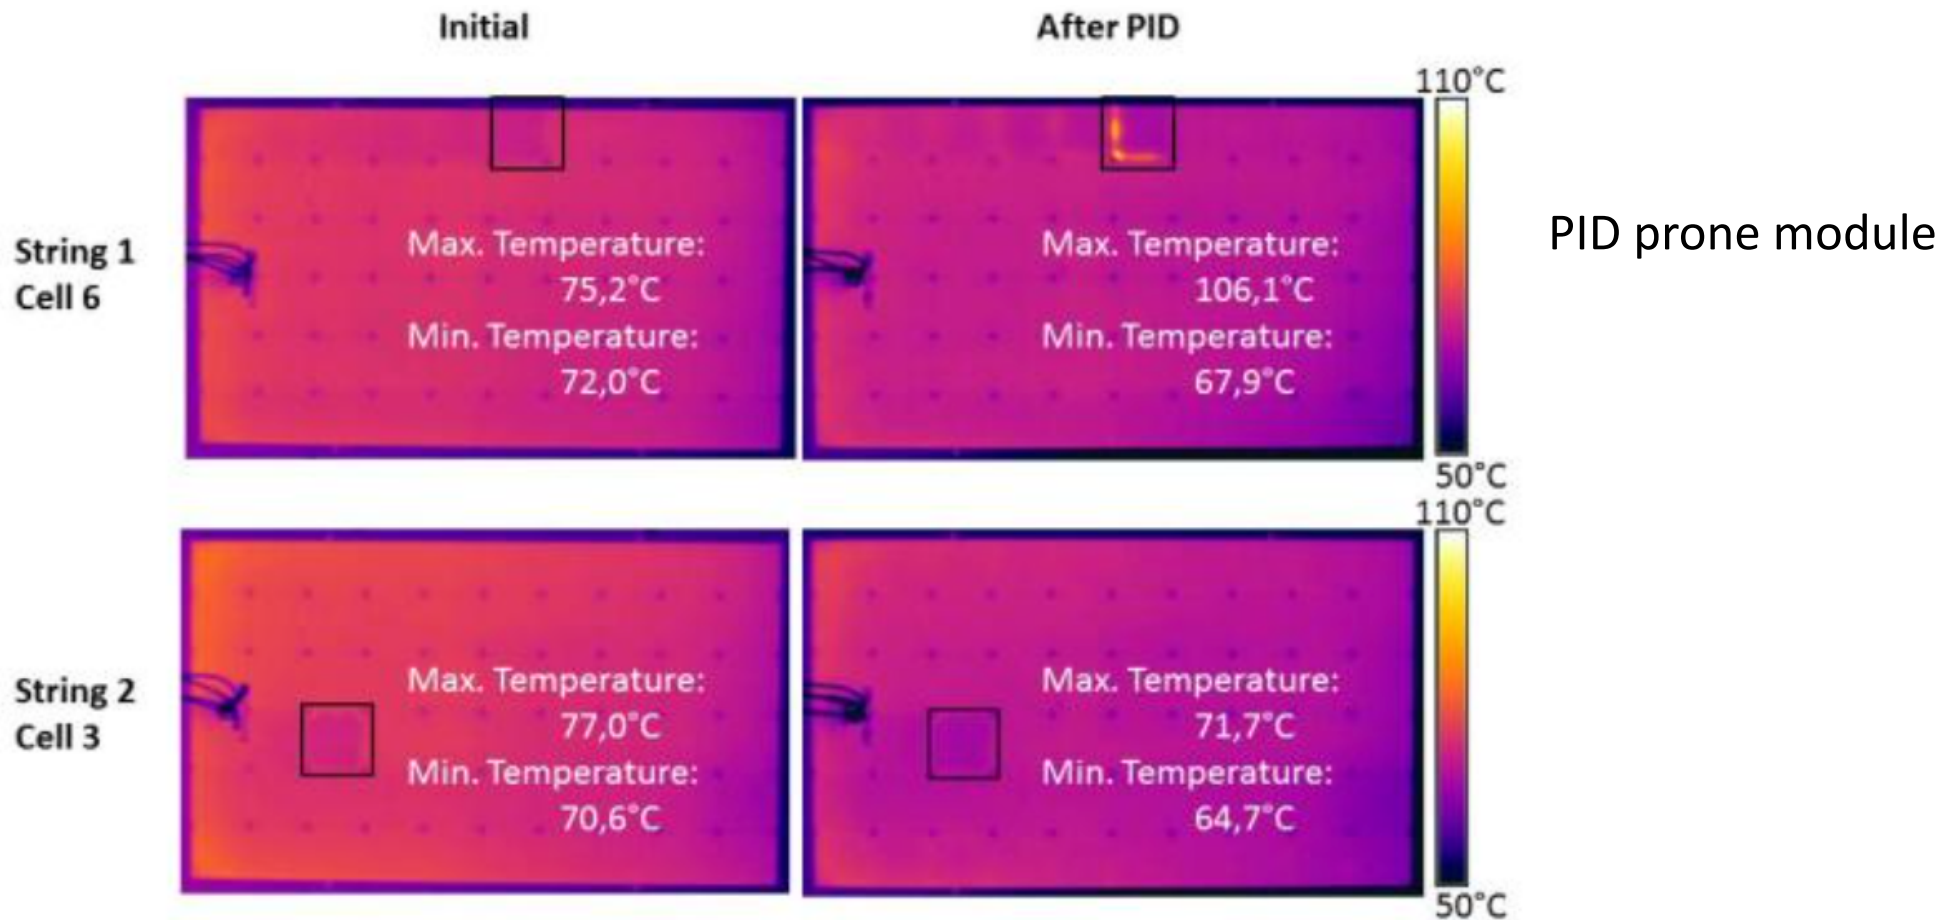 Initial
After PID
110°C
String 1
Cell 6
Max. Temperature:
75,2°C
Min. Temperature:
72,0°C
Max. Temperature:
106,1°C
Min. Temperature:
67,9°C
PID prone module
50°C
110°C
String 2
Cell 3
Max. Temperature:
77,0°C
Min. Temperature:
70,6°C
Max. Temperature:
71,7°C
Min. Temperature:
64,7°C
50°C